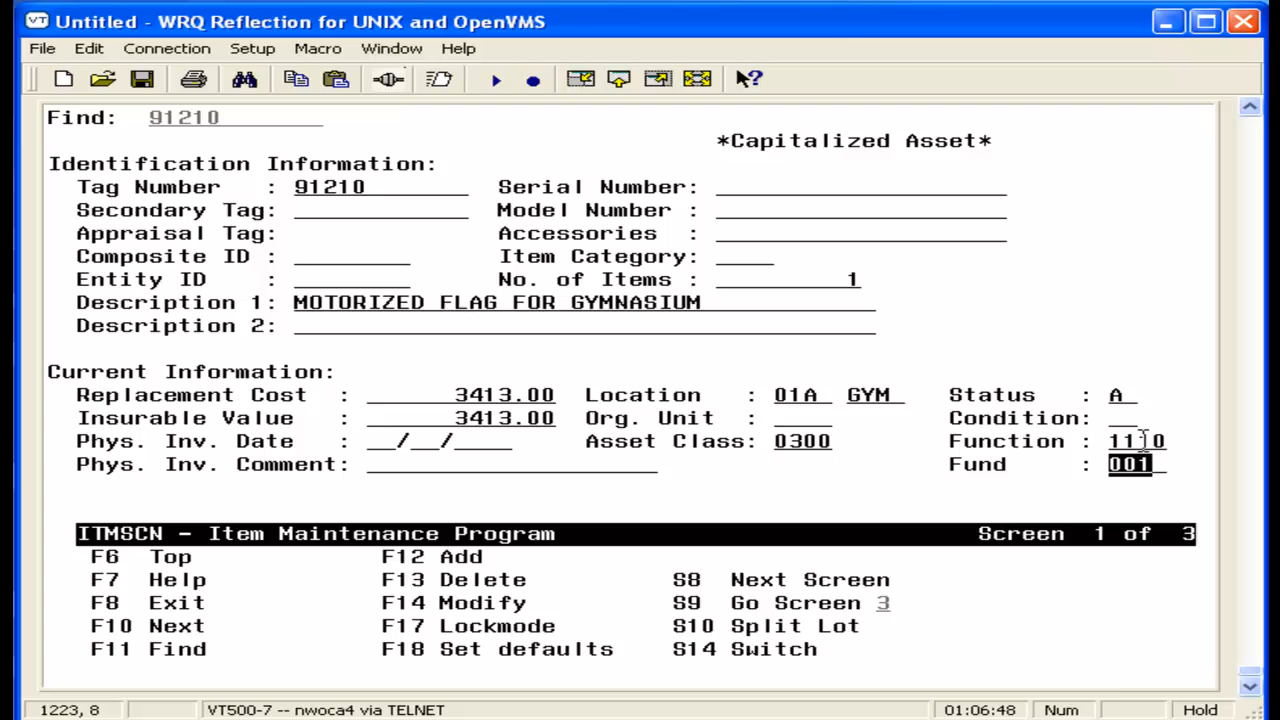 VT Untitled - WRQ Reflection for UNIX and OpenVMS
File Edit Connection Setup Macro Window Help
Find: 91210
*Capitalized Asset*
Identification Information:
Tag Number : 91210 Serial Number:
Secondary Tag: Model Number :
Appraisal Tag: Accessories :
Composite ID : Item Category:
Entity ID : No. of Items : 1
Description 1: MOTORIZED FLAG FOR GYMNASIUM
Description 2:
Current Information:
Replacement Cost : 3413.00 Location : 01A GYM Status : A
Insurable Value : 3413.00 Org. Unit : Condition:
Phys. Inv. Date : __/__/____ Asset Class: 0300 Function : 1110
Phys. Inv. Comment: Fund : 001
ITMSCN - Item Maintenance Program Screen 1 of 3
F6 Top F12 Add
F7 Help F13 Delete S8 Next Screen
F8 Exit F14 Modify S9 Go Screen 3
F10 Next F17 Lockmode S10 Split Lot
F11 Find F18 Set defaults S14 Switch
1223, 8 VT500-7 -- nwoca4 via TELNET 01:06:48 Num Hold